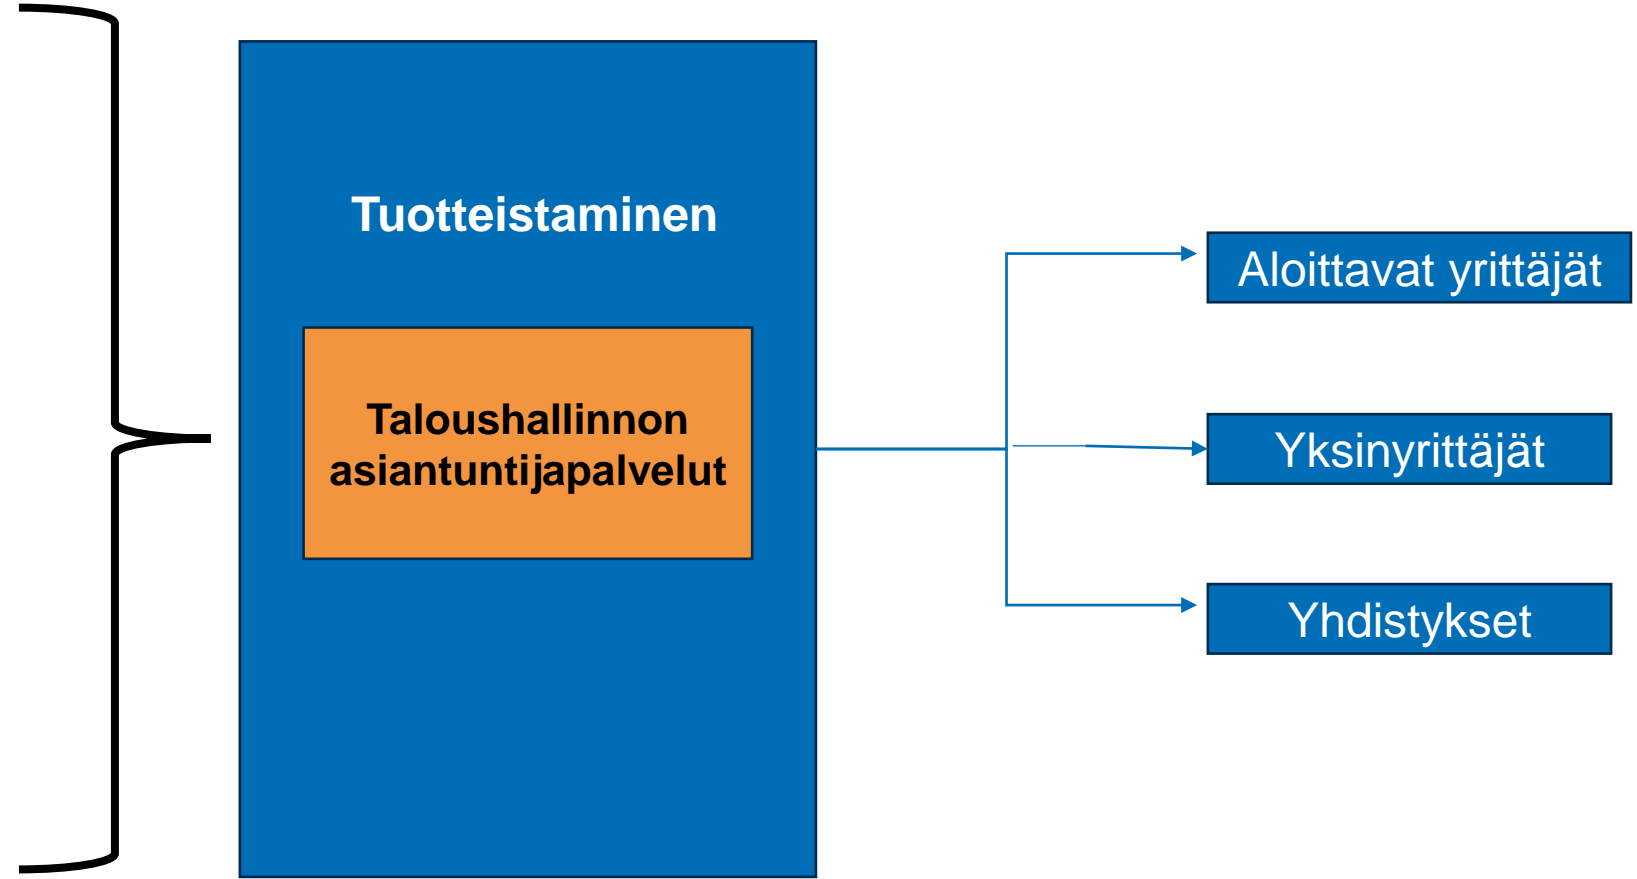 Tuotteistaminen
Taloushallinnon
asiantuntijapalvelut
Aloittavat yrittäjät
Yksinyrittäjät
Yhdistykset